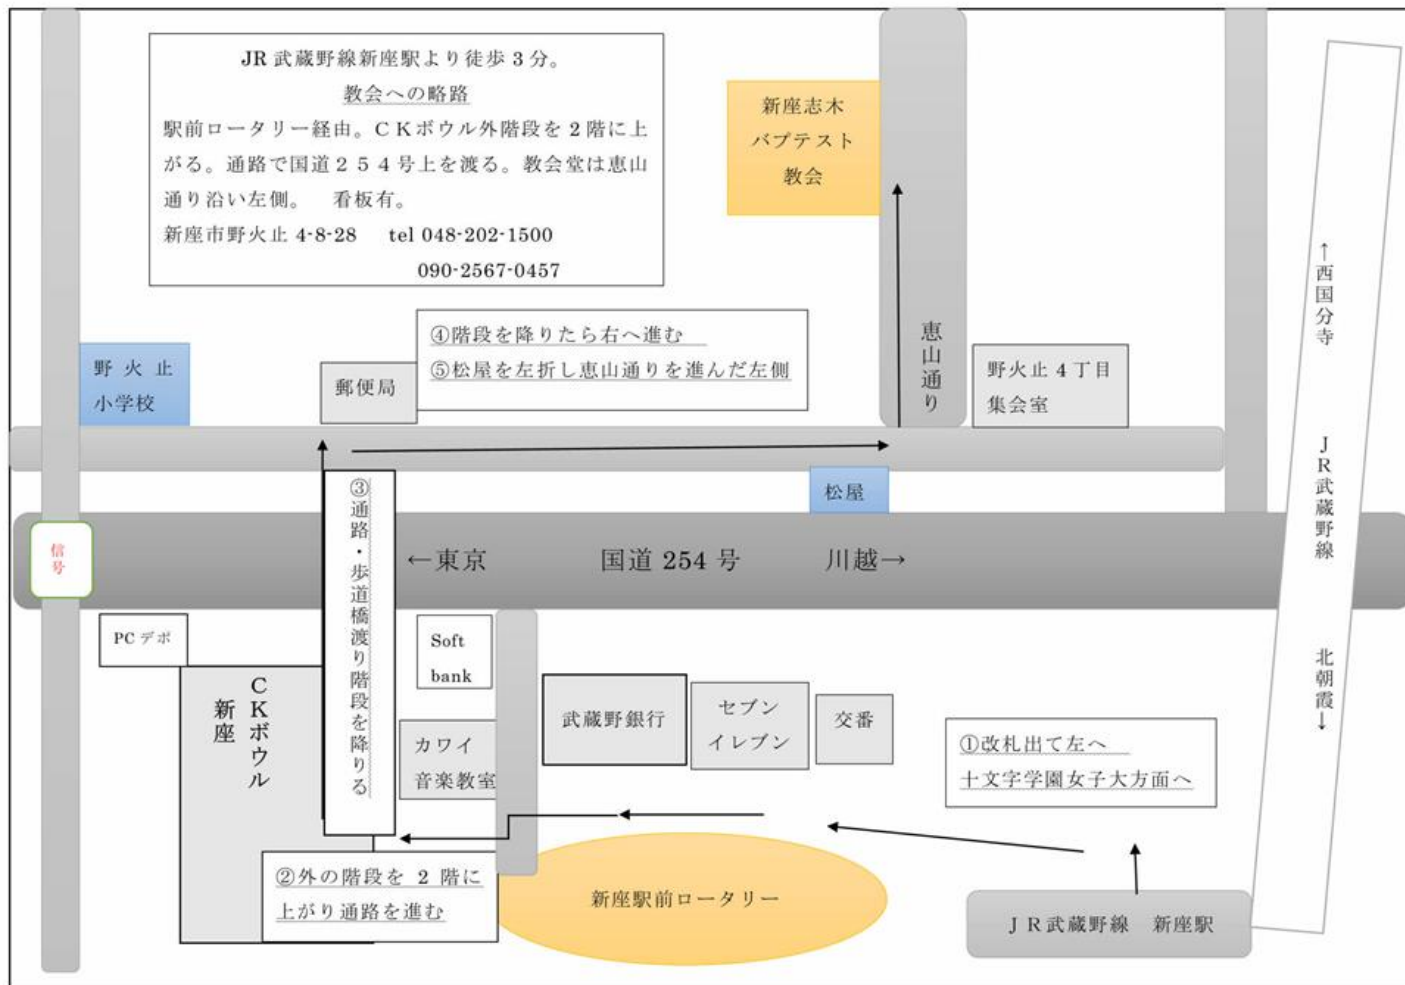 JR 武蔵野線新座駅より徒歩 3 分。
教会への略路
駅前ロータリー経由。ＣＫボウル外階段を 2 階に上
がる。通路で国道２５４号上を渡る。教会堂は恵山
通り沿い左側。　看板有。
新座市野火止 4-8-28　 tel 048-202-1500
090-2567-0457
新座志木
バプテスト
教会
↑西国分寺
ＪＲ武蔵野線
北朝霞↓
恵山通り
④階段を降りたら右へ進む
⑤松屋を左折し恵山通りを進んだ左側
野 火 止
小学校
郵便局
野火止 4 丁目
集会室
松屋
③通路・歩道橋渡り階段を降りる
信号
←東京
国道 254 号
川越→
PC デポ
Soft
bank
ＣＫボウル
新座
カワイ
音楽教室
武蔵野銀行
セブン
イレブン
交番
①改札出て左へ
十文字学園女子大方面へ
②外の階段を 2 階に
上がり通路を進む
新座駅前ロータリー
ＪＲ武蔵野線　新座駅